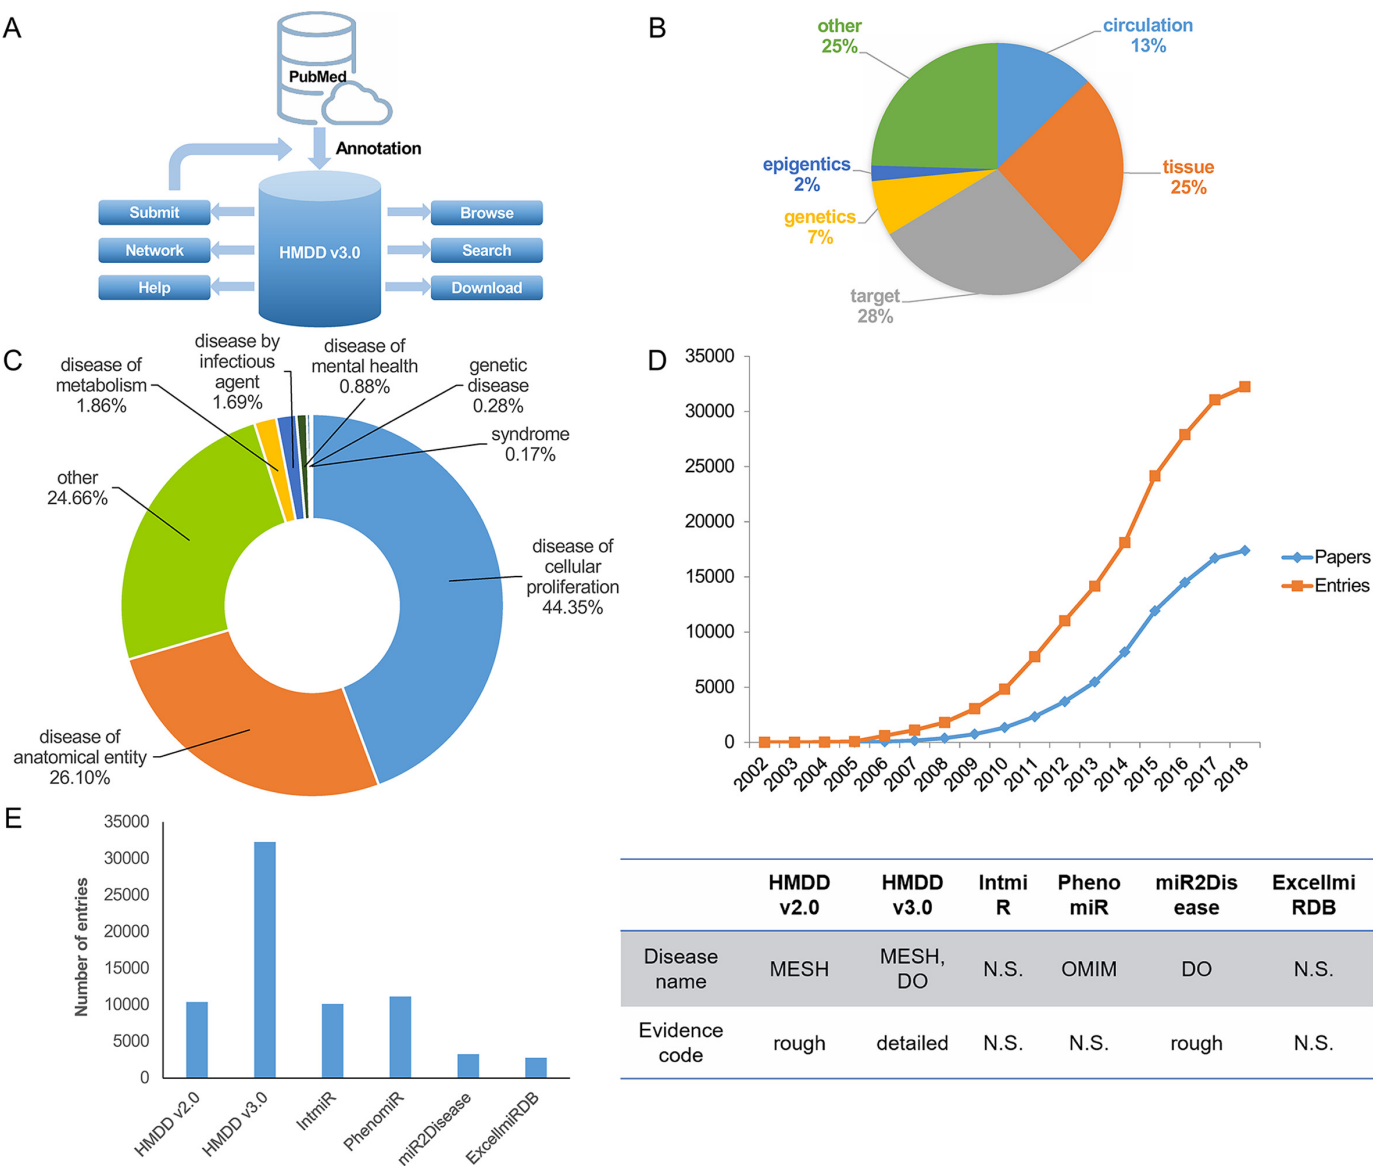 A
PubMed
Annotation
Submit
Network
Help
HMDD v3.0
Browse
Search
Download
B
other
25%
circulation
13%
epigentics
2%
tissue
25%
genetics
7%
target
28%
C
disease of
metabolism
1.86%
disease by
infectious
agent
1.69%
disease of
mental health
0.88%
genetic
disease
0.28%
syndrome
0.17%
other
24.66%
disease of
cellular
proliferation
44.35%
disease of
anatomical entity
26.10%
D
35000
30000
25000
20000
15000
10000
5000
0
2002
2003
2004
2005
2006
2007
2008
2009
2010
2011
2012
2013
2014
2015
2016
2017
2018
Papers
Entries
E
Number of entries
35000
30000
25000
20000
15000
10000
5000
0
HMDD v2.0
HMDD v3.0
IntmiR
PhenomiR
miR2Disease
ExcellmiRDB
HMDD HMDD Intmi Pheno miR2Dis Excellmi
v2.0 v3.0 R miR ease RDB
Disease MESH,
name MESH DO N.S. OMIM DO N.S.
Evidence
code rough detailed N.S. N.S. rough N.S.